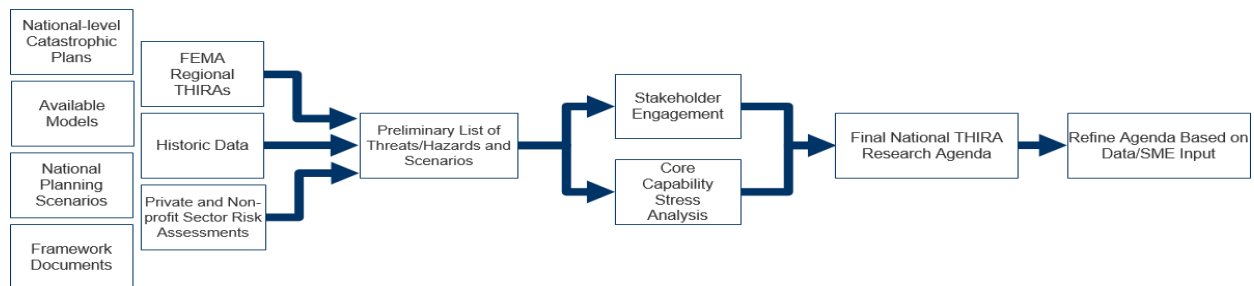 National-level
Catastrophic
Plans
Available
Models
National
Planning
Scenarios
Framework
Documents
FEMA
Regional
THIRAs
Historic Data
Private and Non-
profit Sector Risk
Assessments
Preliminary List of
Threats/Hazards and
Scenarios
Stakeholder
Engagement
Core
Capability
Stress
Analysis
Final National THIRA
Research Agenda
Refine Agenda Based on
Data/SME Input